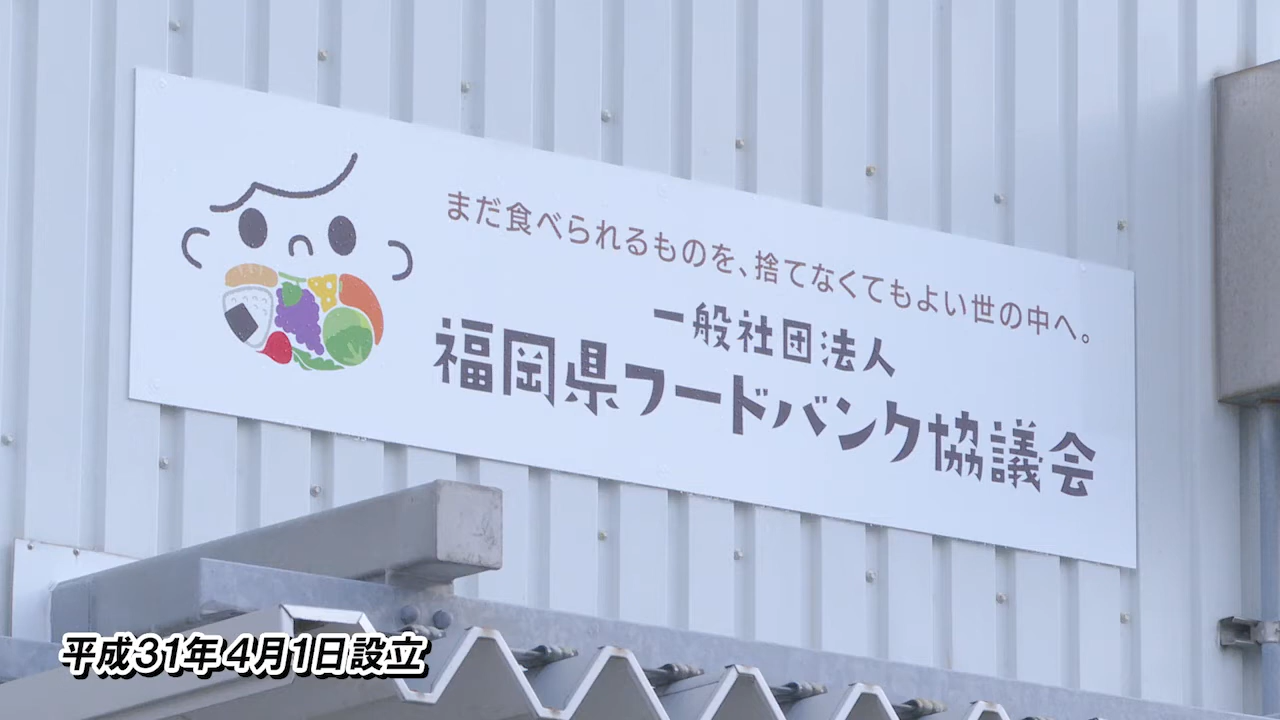 まだ食べられるものを、捨てなくてもよい世の中へ。
一般社団法人
福岡県フードバンク協議会
平成31年4月1日設立